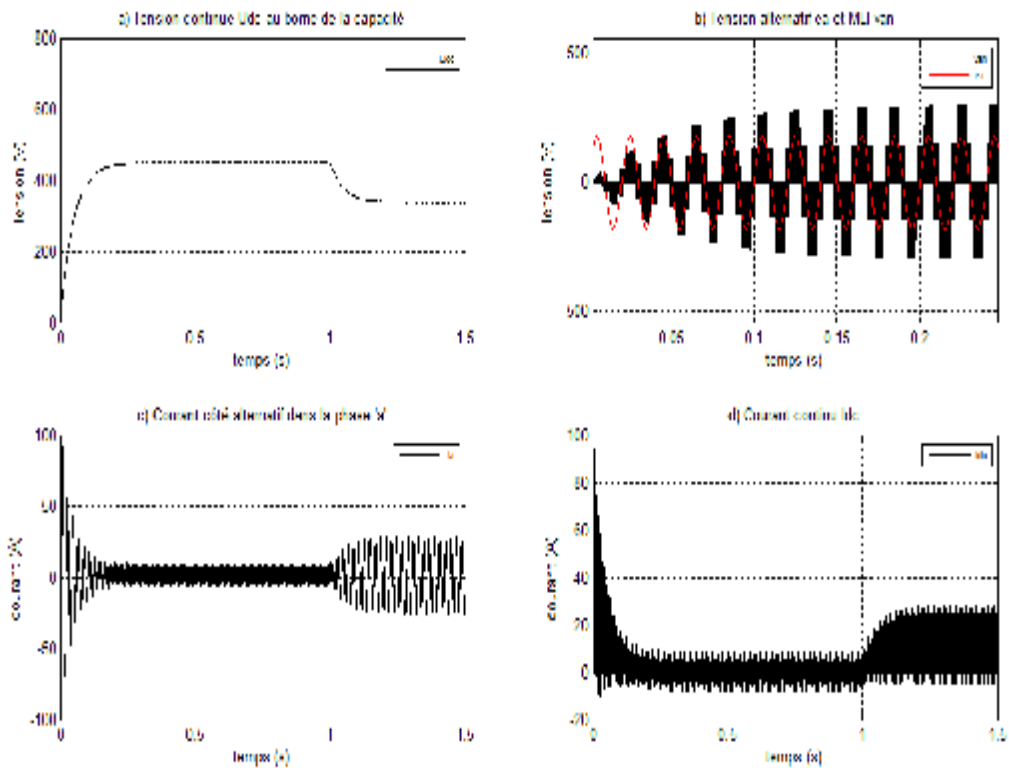 a) Tension continue Udc au borne de la capacité
800
600
400
200
0
0
0.5
1
1.5
tension (V)
temps (s)
b) Tension alternatif ea et MLI van
van
500
0
500
0.05
0.1
0.15
0.2
tension (V)
temps (s)
c) Courant côté alternatif dans la phase 'a'
100
50
0
-50
-100
0
0.5
1
1.5
courant (A)
temps (s)
d) Courant continu Idc
100
80
60
40
20
0
-20
0
0.5
1
1.5
courant (A)
temps (s)